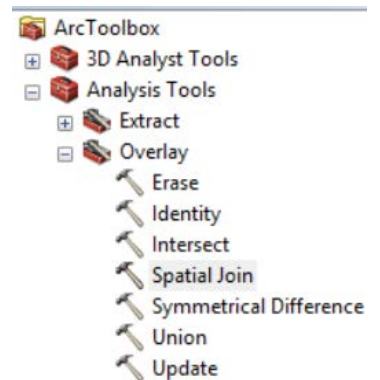 ArcToolbox
3D Analyst Tools
Analysis Tools
Extract
Overlay
Erase
Identity
Intersect
Spatial Join
Symmetrical Difference
Union
Update